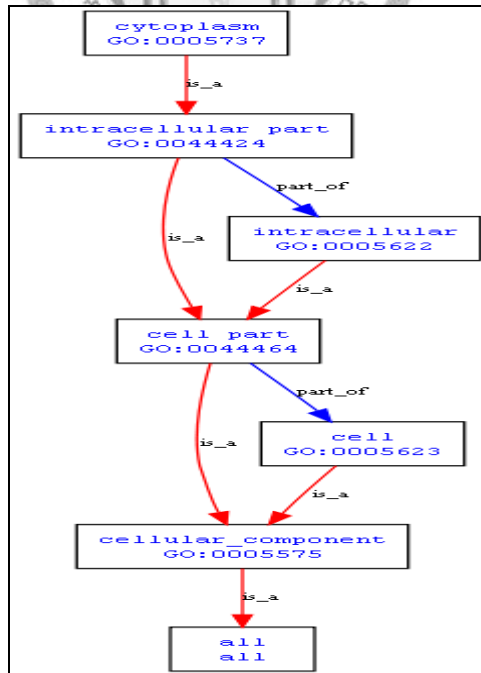 cytoplasm
GO:0005737
is_a
intracellular part
GO:0044424
part_of
is_a
intracellular
GO:0005622
is_a
cell part
GO:0044464
part_of
is_a
cell
GO:0005623
is_a
cellular_component
GO:0005575
is_a
all
all